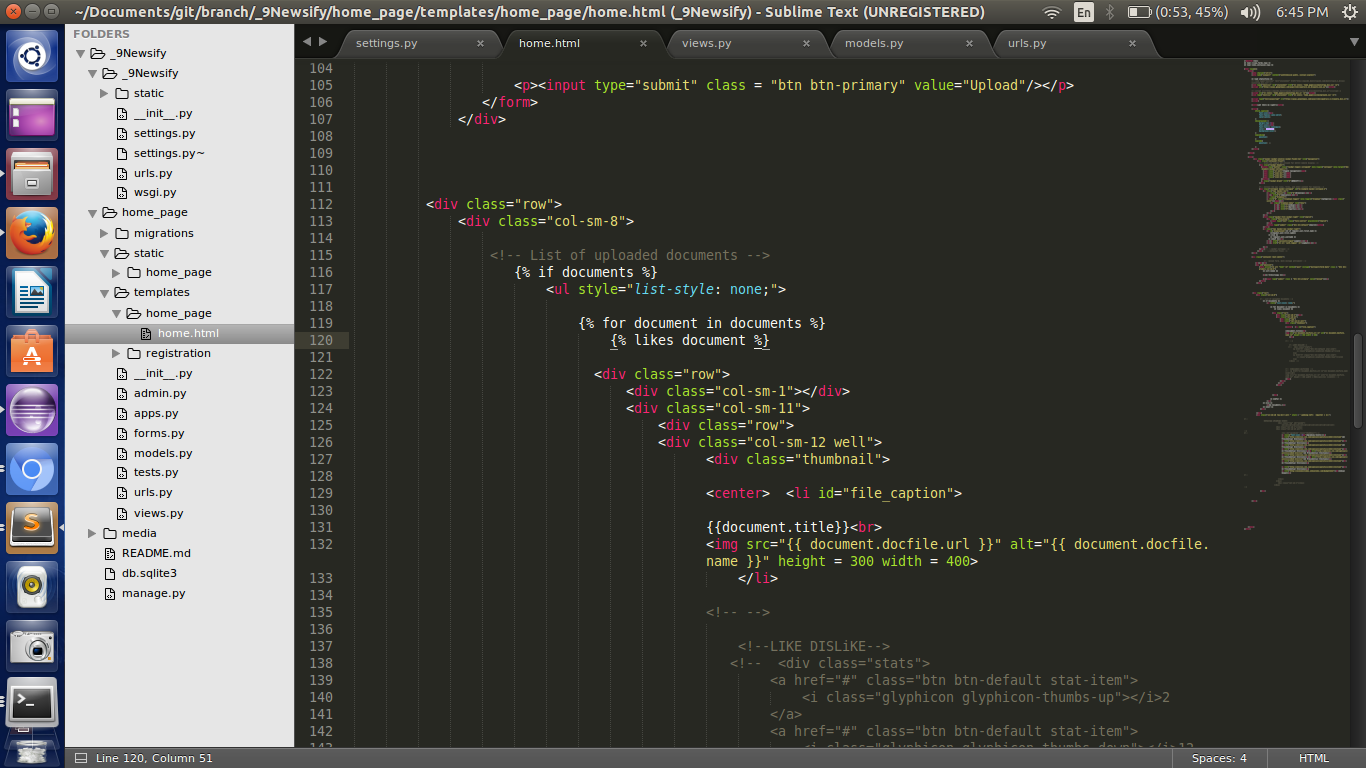 ~/Documents/git/branch/_9Newsify/home_page/templates/home_page/home.html (_9Newsify) - Sublime Text (UNREGISTERED)
En
(0:53, 45%)
6:45 PM
FOLDERS
_9Newsify
_9Newsify
static
__init__.py
settings.py
settings.py~
urls.py
wsgi.py
home_page
migrations
static
home_page
templates
home_page
home.html
registration
__init__.py
admin.py
apps.py
forms.py
models.py
tests.py
urls.py
views.py
media
README.md
db.sqlite3
manage.py
settings.py
home.html
views.py
models.py
urls.py
104
105 <p><input type="submit" class = "btn btn-primary" value="Upload"/></p>
106 </form>
107 </div>
108
109
110
111
112 <div class="row">
113 <div class="col-sm-8">
114
115 <!-- List of uploaded documents -->
116 {% if documents %}
117 <ul style="list-style: none;">
118
119 {% for document in documents %}
120 {% likes document %}
121
122 <div class="row">
123 <div class="col-sm-1"></div>
124 <div class="col-sm-11">
125 <div class="row">
126 <div class="col-sm-12 well">
127 <div class="thumbnail">
128
129 <center> <li id="file_caption">
130
131 {{document.title}}<br>
132 <img src="{{ document.docfile.url }}" alt="{{ document.docfile.
name }}" height = 300 width = 400>
133 </li>
134
135 <!-- -->
136
137 <!--LIKE DISLiKE-->
138 <!-- <div class="stats">
139 <a href="#" class="btn btn-default stat-item">
140 <i class="glyphicon glyphicon-thumbs-up"></i>2
141 </a>
142 <a href="#" class="btn btn-default stat-item">
143 <i class="glyphicon glyphicon-thumbs-down"></i>12
Line 120, Column 51
Spaces: 4
HTML